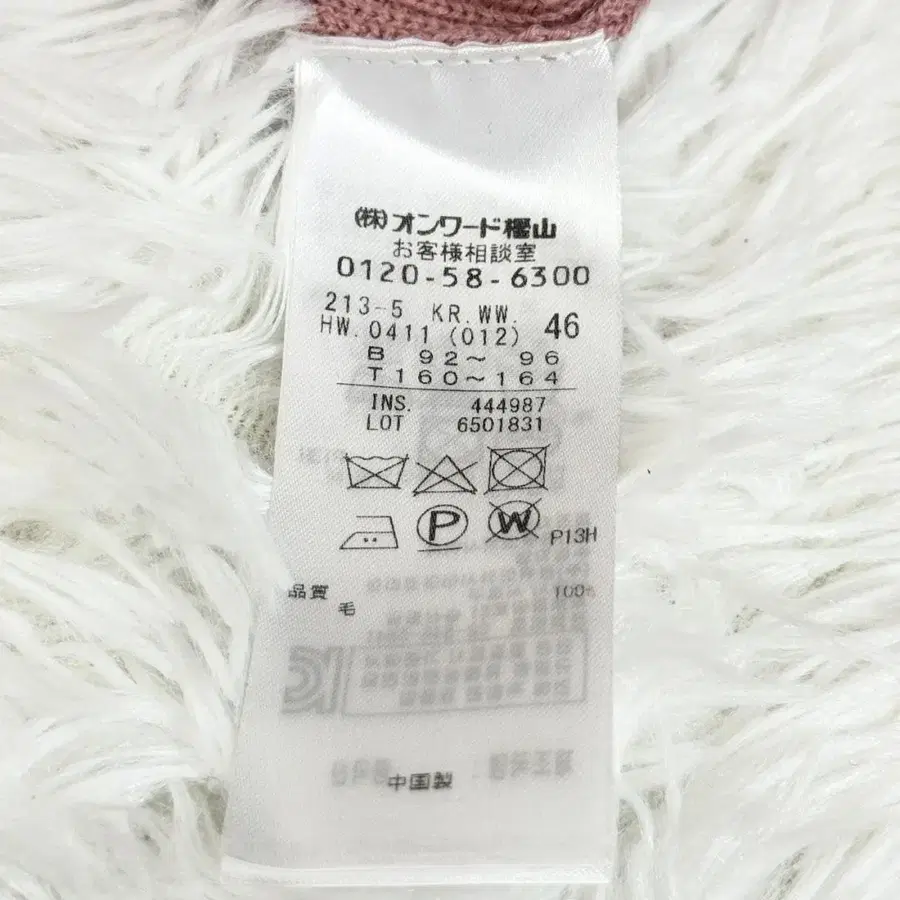 ㈱オンワード樫山
お客様相談室
0120-58-6300
213-5 KR.WW.
HW.0411(012) 46
B 92～ 96
T 160～164
INS. 444987
LOT 6501831
P
W
P13H
品質
毛 100%
中国製